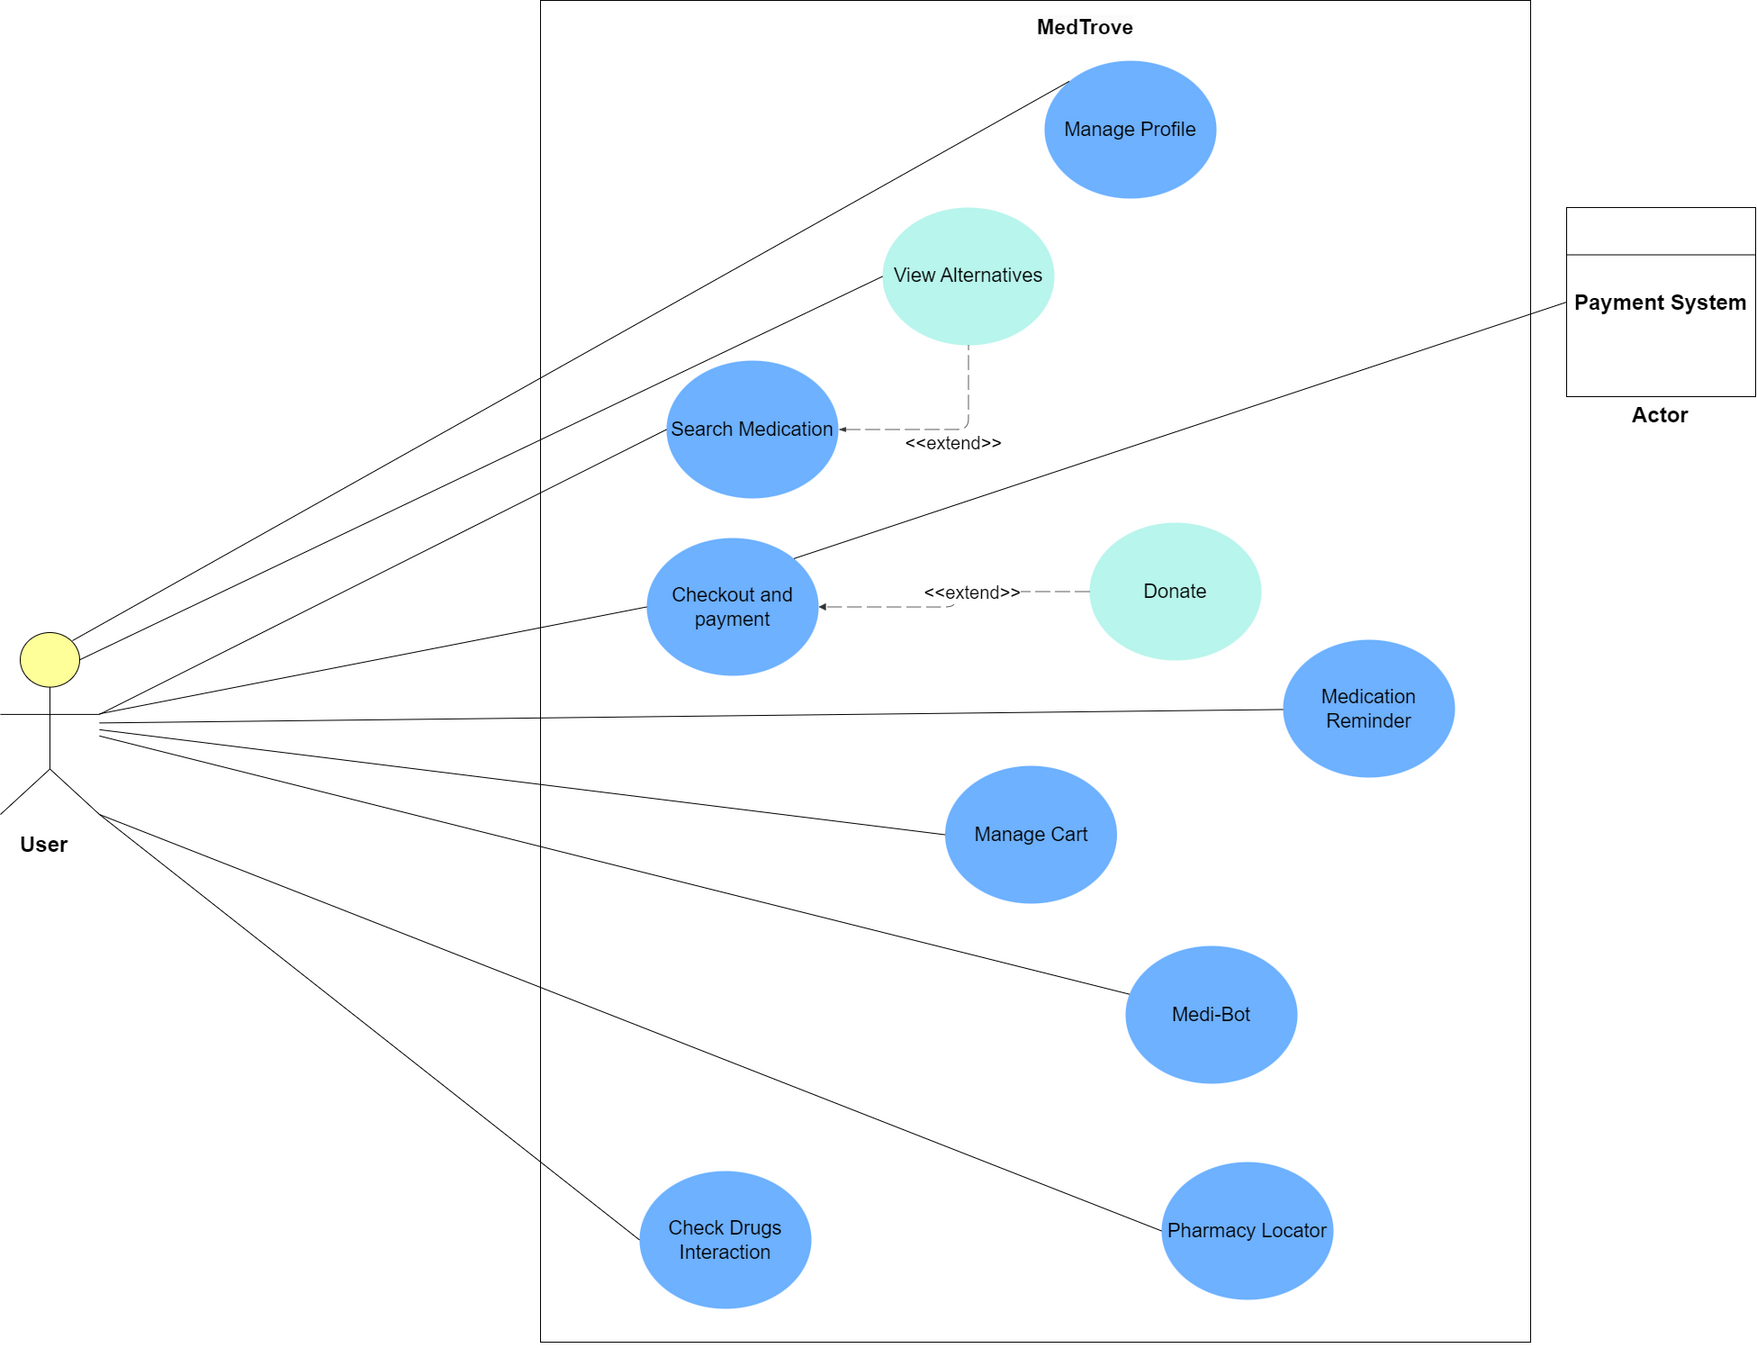 MedTrove
Manage Profile
View Alternatives
Payment System
Actor
Search Medication
<<extend>>
Checkout and
payment
<<extend>>
Donate
Medication
Reminder
User
Manage Cart
Medi-Bot
Check Drugs
Interaction
Pharmacy Locator